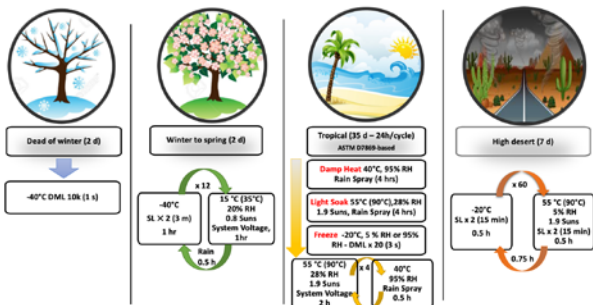 Dead of winter (2 d)
-40°C DML 10k (1 s)
Winter to spring (2 d)
x 12
-40°C
SL X 2 (3 m)
1 hr
15 °C (35°C)
20% RH
0.8 Suns
System Voltage,
1hr
Rain
0.5 h
Tropical (35 d – 24h/cycle)
ASTM D7869-based
Damp Heat 40°C, 95% RH
Rain Spray (4 hrs)
Light Soak 55°C (90°C),28% RH
1.9 Suns, Rain Spray (4 hrs)
Freeze -20°C, 5 % RH or 95%
RH - DML x 20 (3 s)
55 °C (90°C)
28% RH
1.9 Suns
System Voltage
2 h
x 4
40°C
95% RH
Rain Spray
0.5 h
High desert (7 d)
x 60
-20°C
SL x 2 (15 min)
0.5 h
55 °C (90°C)
5% RH
1.9 Suns
SL x 2 (15 min)
0.5 h
0.75 h